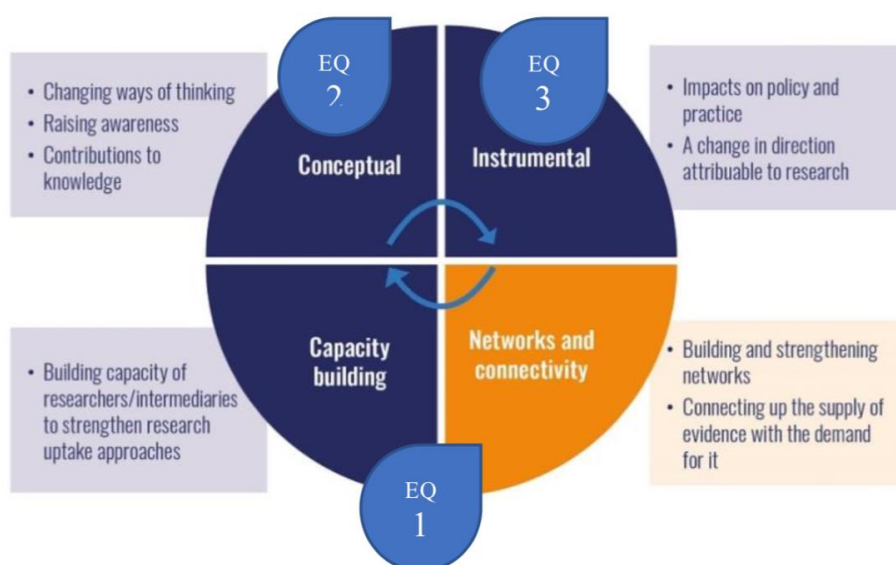 EQ
2
EQ
3
• Changing ways of thinking
• Raising awareness
• Contributions to
knowledge
Conceptual
Instrumental
• Impacts on policy and
practice
• A change in direction
attributable to research
• Building capacity of
researchers/intermediaries
to strengthen research
uptake approaches
Capacity
building
Networks and
connectivity
• Building and strengthening
networks
• Connecting up the supply of
evidence with the demand
for it
EQ
1